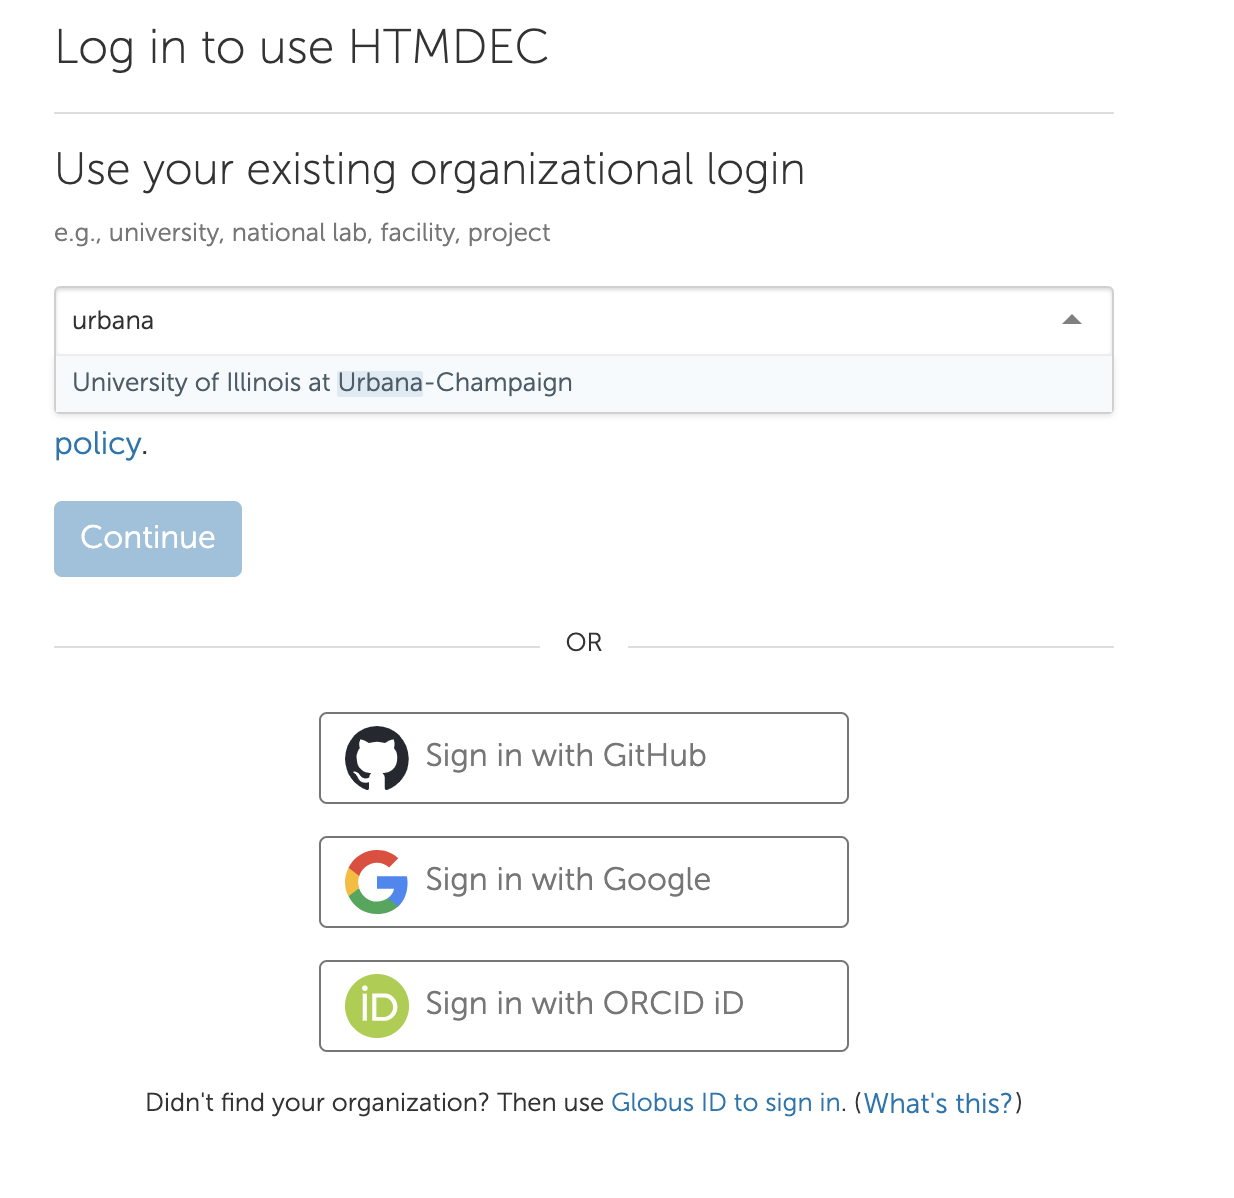 Log in to use HTMDEC
Use your existing organizational login
e.g., university, national lab, facility, project
urbana
University of Illinois at Urbana-Champaign
policy.
Continue
OR
Sign in with GitHub
Sign in with Google
iD Sign in with ORCID iD
Didn't find your organization? Then use Globus ID to sign in. (What's this?)